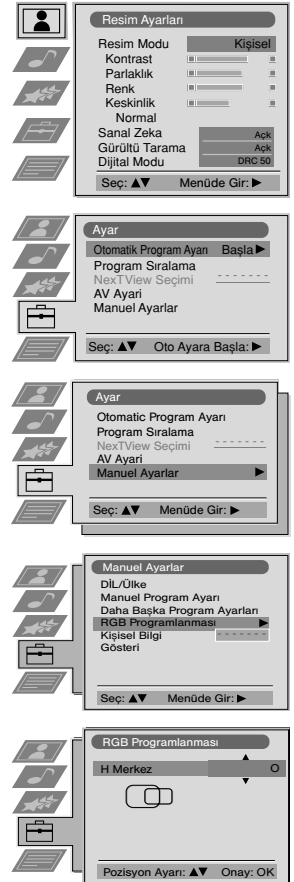 Resim Ayarları
Resim Modu Kişisel
Kontrast
Parlaklık
Renk
Keskinlik
Normal
Sanal Zeka Açk
Gürültü Tarama Açk
Dijital Modu DRC 50
Seç: ▲▼ Menüde Gir: ▶
Ayar
Otomatik Program Ayarı Başla ▶
Program Sıralama
NexTView Seçimi - - - - - - -
AV Ayari
Manuel Ayarlar
Seç: ▲▼ Oto Ayara Başla: ▶
Ayar
Otomatic Program Ayarı
Program Sıralama
NexTView Seçimi - - - - - - -
AV Ayari
Manuel Ayarlar ▶
Seç: ▲▼ Menüde Gir: ▶
Manuel Ayarlar
DİL/Ülke
Manuel Program Ayarı
Daha Başka Program Ayarları
RGB Programlanması ▶
Kişisel Bilgi - - - - - - -
Gösteri
Seç: ▲▼ Menüde Gir: ▶
RGB Programlanması
H Merkez O
Pozisyon Ayarı: ▲▼ Onay: OK